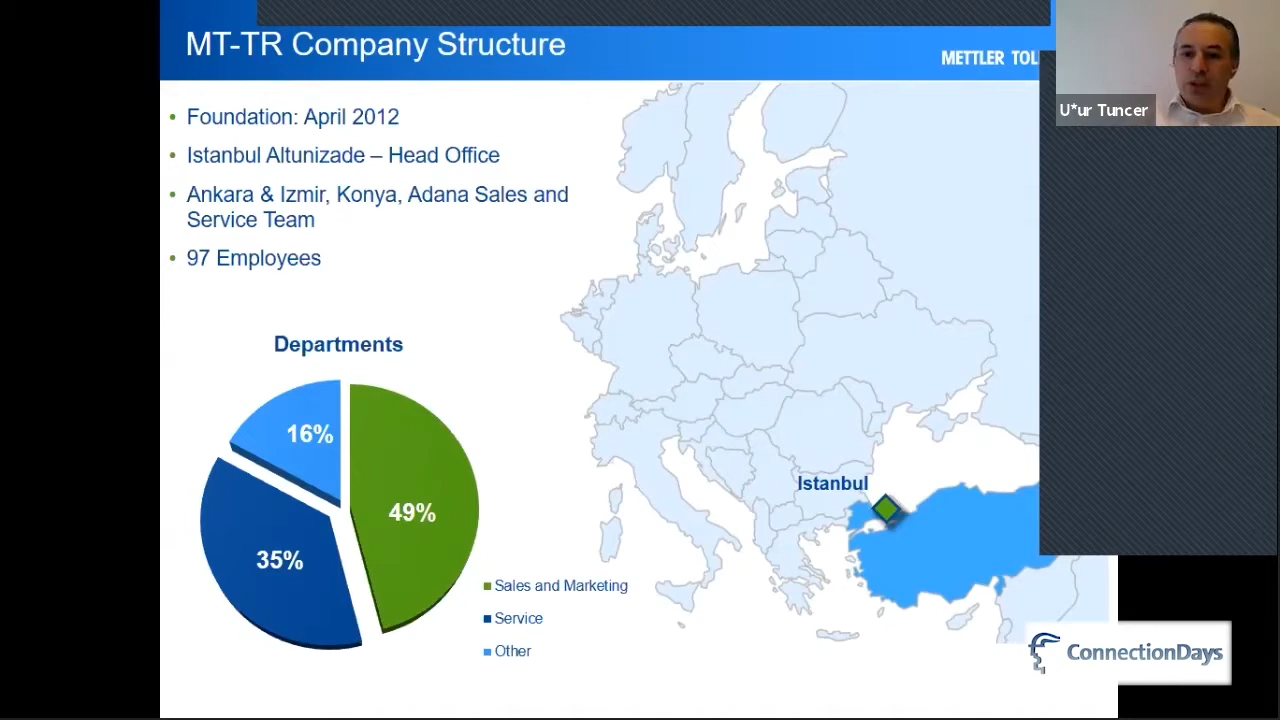 MT-TR Company Structure
METTLER TOL
U*ur Tuncer
• Foundation: April 2012
• Istanbul Altunizade – Head Office
• Ankara & Izmir, Konya, Adana Sales and
Service Team
• 97 Employees
Departments
16%
49%
35%
Sales and Marketing
Service
Other
Istanbul
ConnectionDays